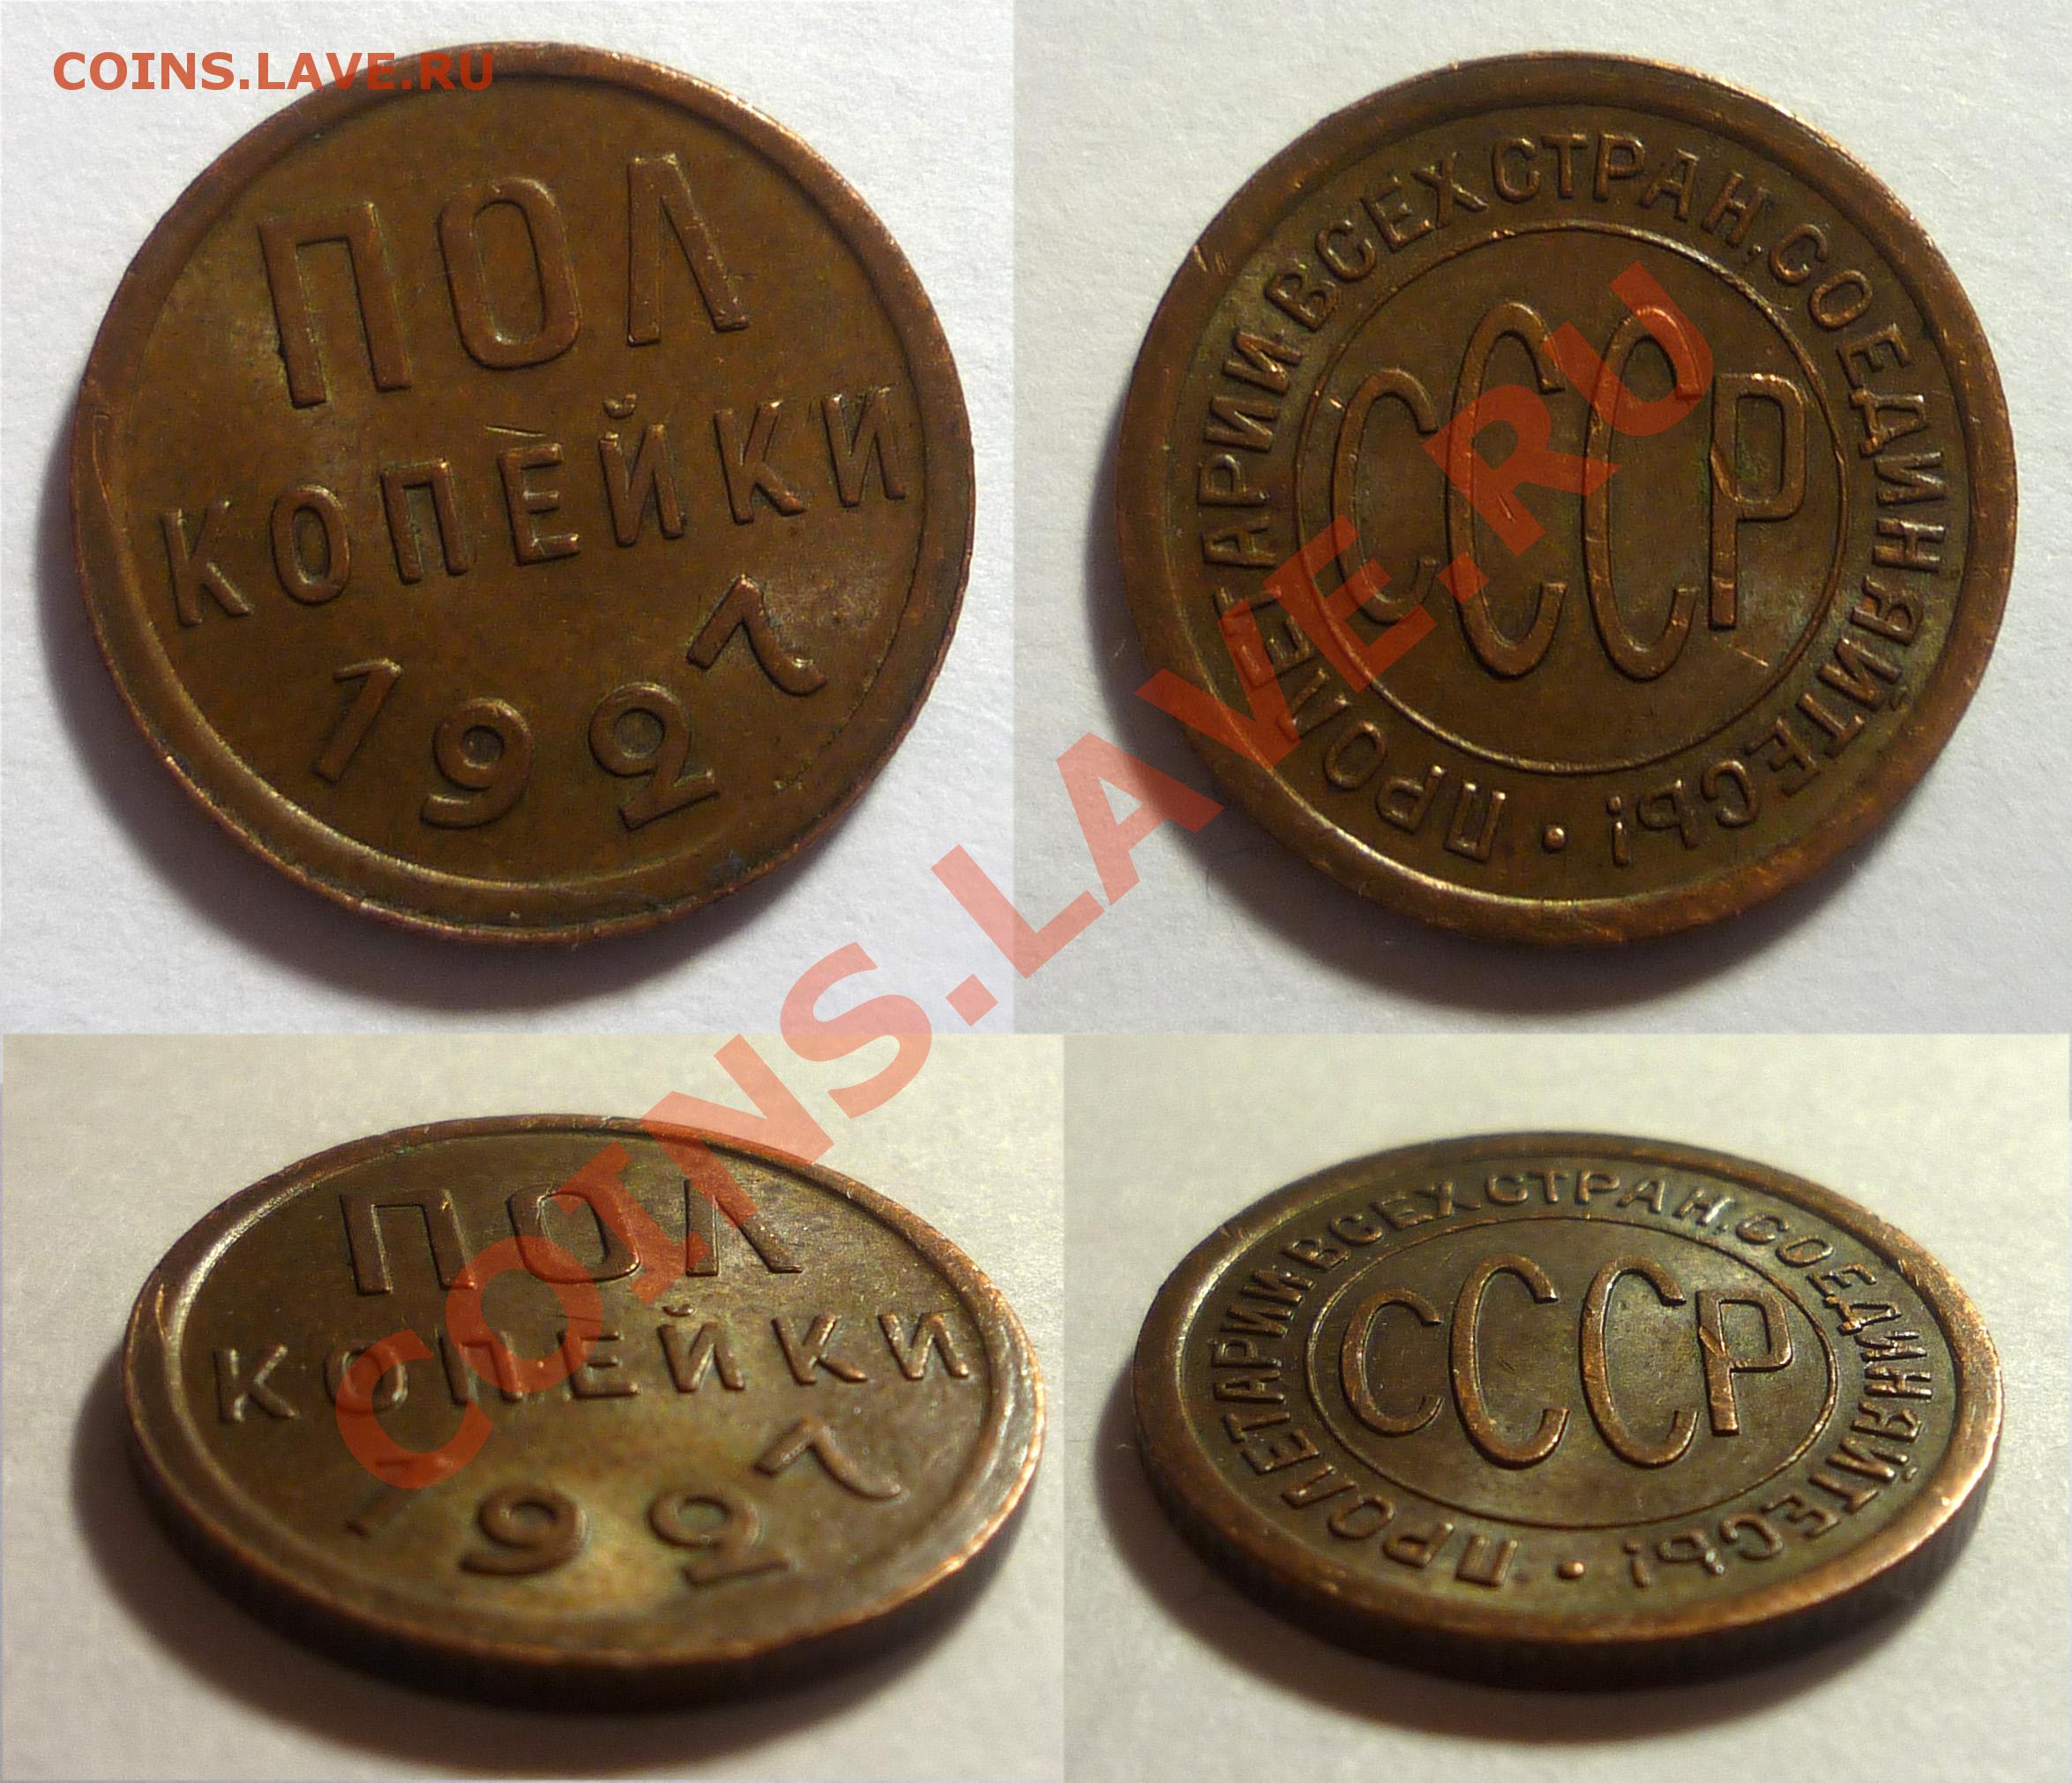 COINS.LAVE.RU
ПОЛ
КОПЕЙКИ
1927
ПРОЛЕТАРИИ ВСЕХ СТРАН, СОЕДИНЯЙТЕСЬ! •
СССР
COINS.LAVE.RU
ПОЛ
КОПЕЙКИ
1927
ПРОЛЕТАРИИ ВСЕХ СТРАН, СОЕДИНЯЙТЕСЬ! •
СССР